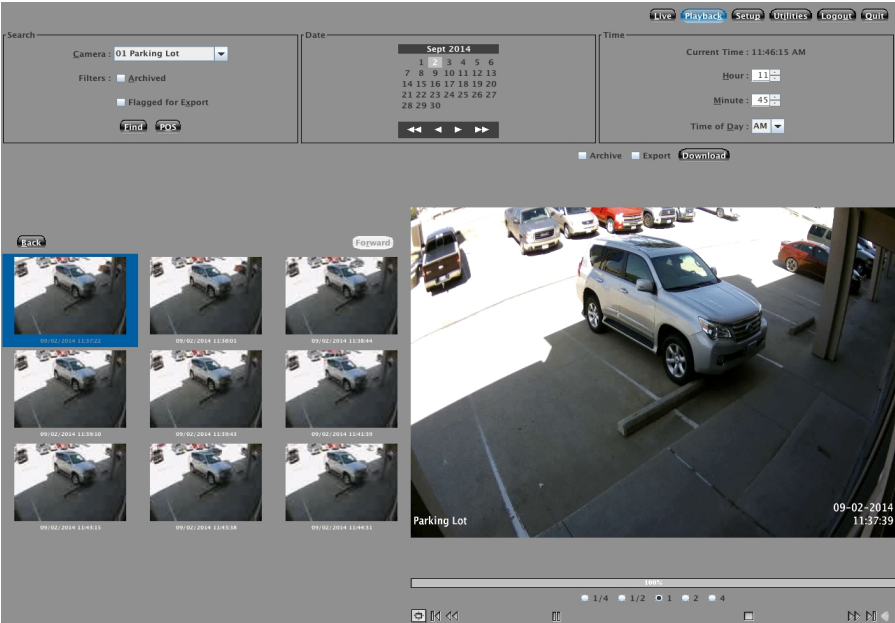 Live Playback Setup Utilities Logout Quit
Search
Camera : 01 Parking Lot
Filters : Archived
Flagged for Export
Find POS
Date
Sept 2014
1 2 3 4 5 6
7 8 9 10 11 12 13
14 15 16 17 18 19 20
21 22 23 24 25 26 27
28 29 30
Time
Current Time : 11:46:15 AM
Hour : 11
Minute : 45
Time of Day : AM
Archive Export Download
Back Forward
09/02/2014 11:37:22 09/02/2014 11:38:01 09/02/2014 11:38:44
09/02/2014 11:39:10 09/02/2014 11:39:43 09/02/2014 11:41:39
09/02/2014 11:43:15 09/02/2014 11:43:38 09/02/2014 11:44:31
Parking Lot
09-02-2014
11:37:39
100%
1/4 1/2 1 2 4